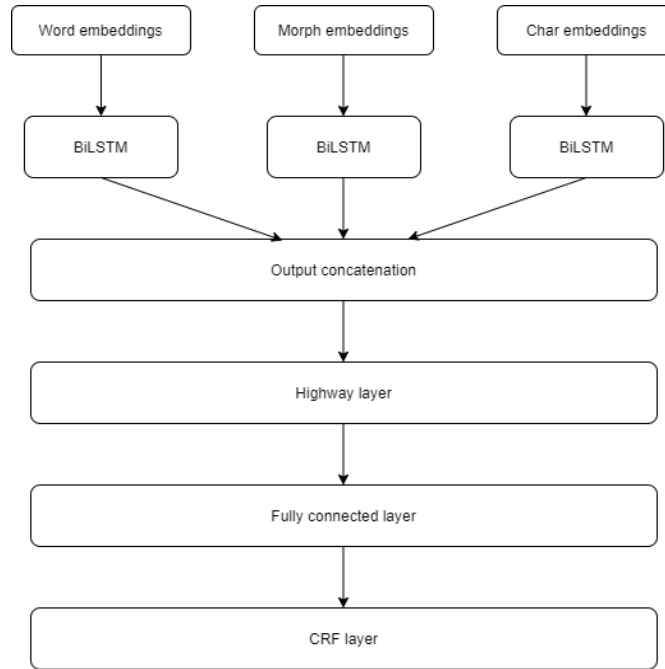 Word embeddings
Morph embeddings
Char embeddings
BiLSTM
BiLSTM
BiLSTM
Output concatenation
Highway layer
Fully connected layer
CRF layer